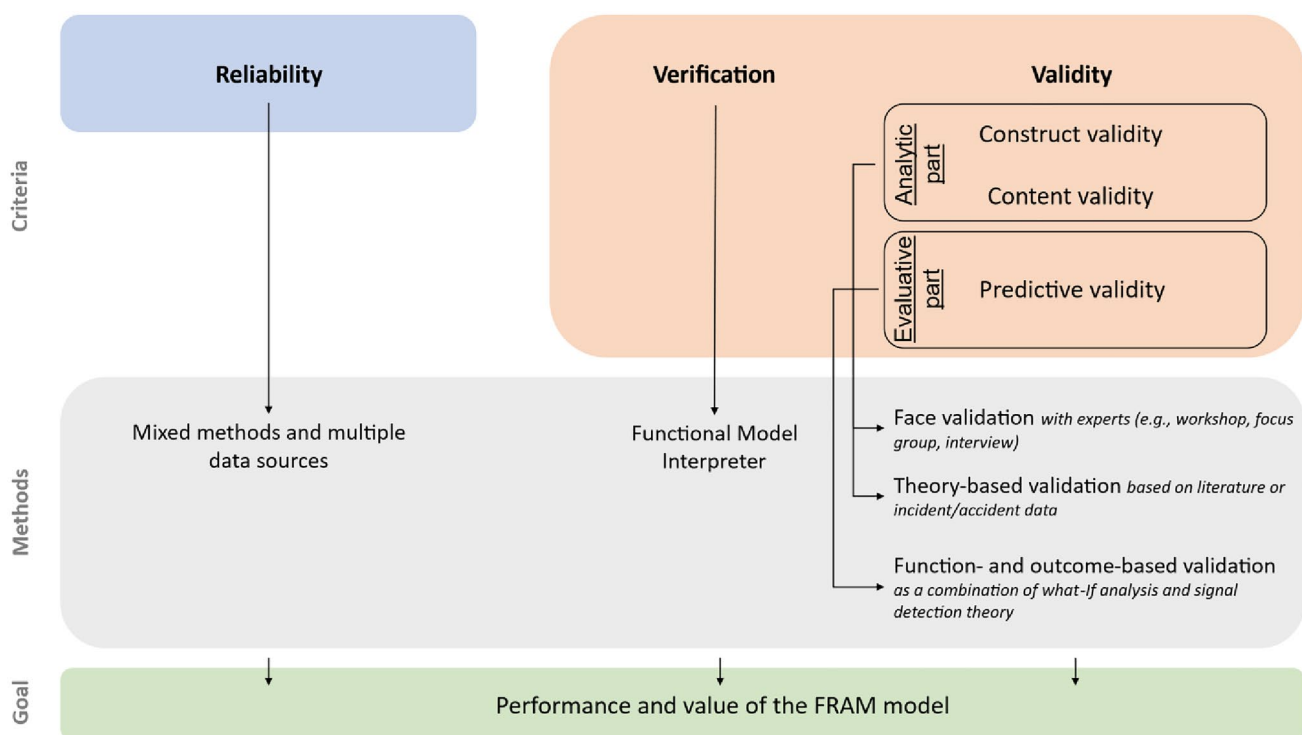 Criteria
Reliability
Verification
Validity
Analytic
part
Construct validity
Content validity
Evaluative
part
Predictive validity
Methods
Mixed methods and multiple
data sources
Functional Model
Interpreter
Face validation with experts (e.g., workshop, focus
group, interview)
Theory-based validation based on literature or
incident/accident data
Function- and outcome-based validation
as a combination of what-If analysis and signal
detection theory
Goal
Performance and value of the FRAM model